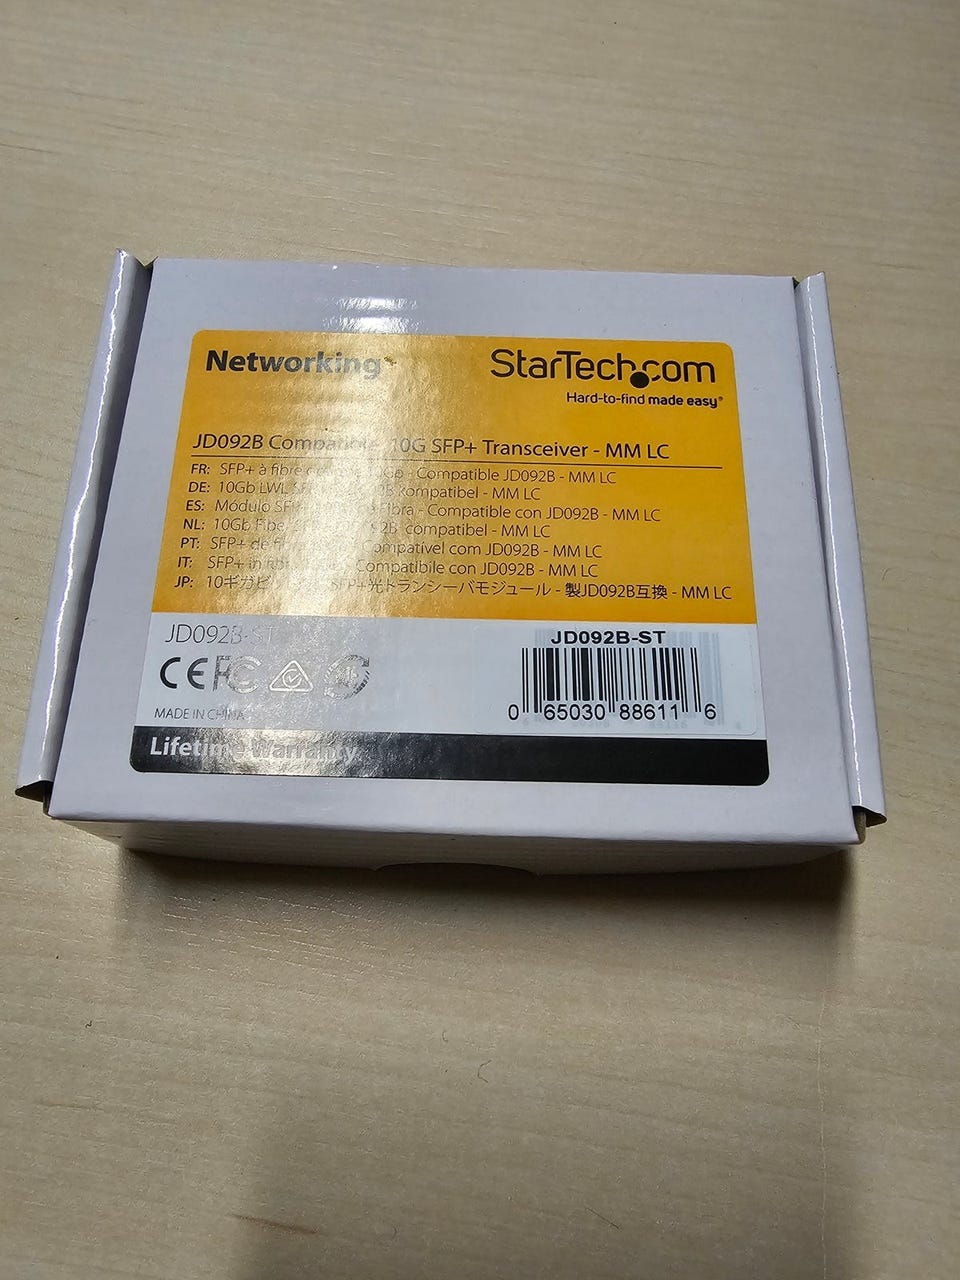 Networking
StarTech.com
Hard-to-find made easy®
JD092B Compatible 10G SFP+ Transceiver - MM LC
FR: SFP+ à fibre - Compatible JD092B - MM LC
DE: 10Gb LWL kompatibel - MM LC
ES: Módulo Fibra - Compatible con JD092B - MM LC
NL: 10Gb compatibel - MM LC
PT: SFP+ de compatível com JD092B - MM LC
IT: SFP+ in Compatibile con JD092B - MM LC
JP: 10ギガビ SFP+光トランシーバモジュール - 製JD092B互換 - MM LC
JD092B-ST
CE FC
MADE IN CHINA
JD092B-ST
0 65030 88611 6
Lifetime Warranty